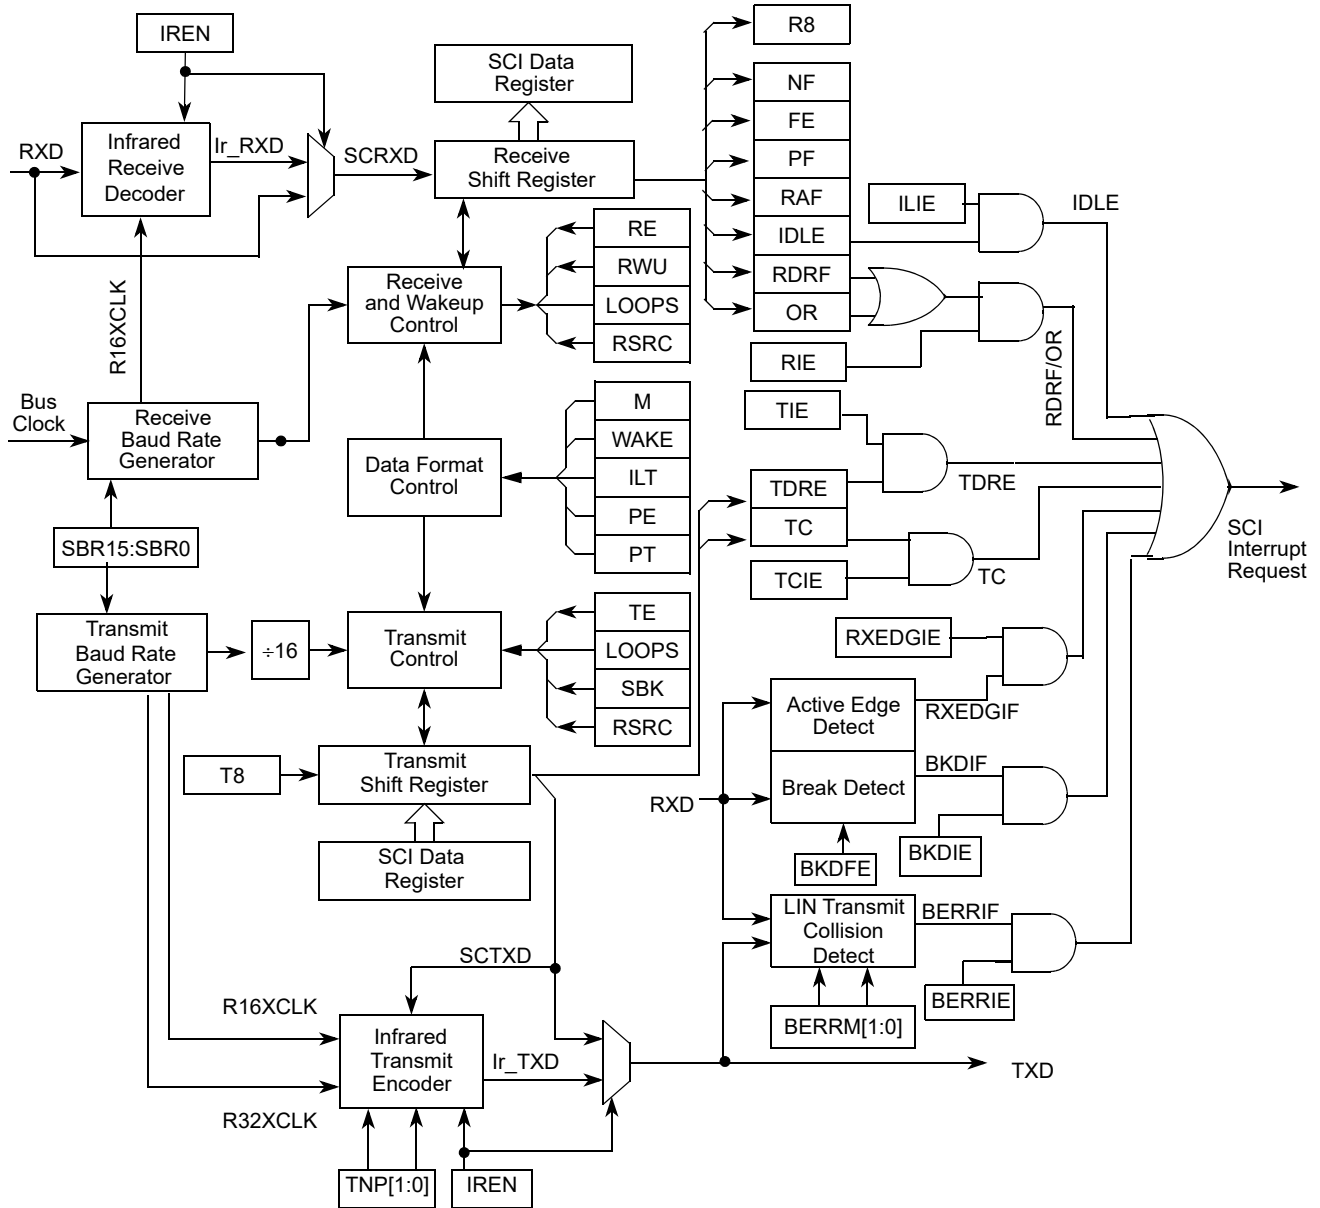 IREN
SCI Data
Register
R8
NF
FE
PF
RAF
IDLE
RDRF
OR
RXD
Infrared
Receive
Decoder
Ir_RXD
SCRXD
Receive
Shift Register
ILIE
IDLE
RE
RWU
LOOPS
RSRC
Receive
and Wakeup
Control
R16XCLK
RIE
RDRF/OR
Bus
Clock
Receive
Baud Rate
Generator
M
WAKE
ILT
PE
PT
Data Format
Control
TIE
TDRE
TC
TCIE
TDRE
TC
SCI
Interrupt
Request
SBR15:SBR0
Transmit
Baud Rate
Generator
÷16
Transmit
Control
TE
LOOPS
SBK
RSRC
RXEDGIE
Active Edge
Detect
RXEDGIF
Break Detect
BKDIF
RXD
BKDFE
BKDIE
T8
Transmit
Shift Register
SCI Data
Register
LIN Transmit
Collision
Detect
BERRIF
BERRIE
BERRM[1:0]
SCTXD
R16XCLK
Infrared
Transmit
Encoder
Ir_TXD
TXD
R32XCLK
TNP[1:0]
IREN